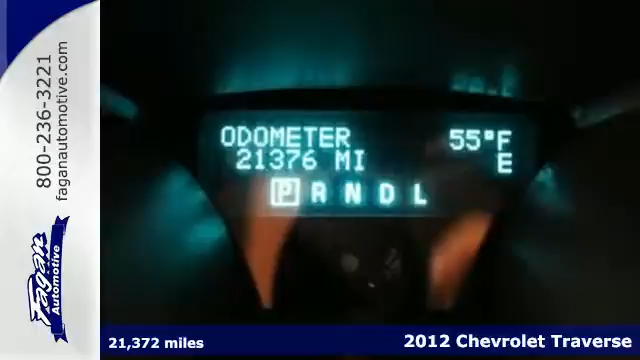 800-236-3221
faganautomotive.com
Fagan
Automotive
ODOMETER 55°F
21376 MI E
P R N D L
21,372 miles
2012 Chevrolet Traverse